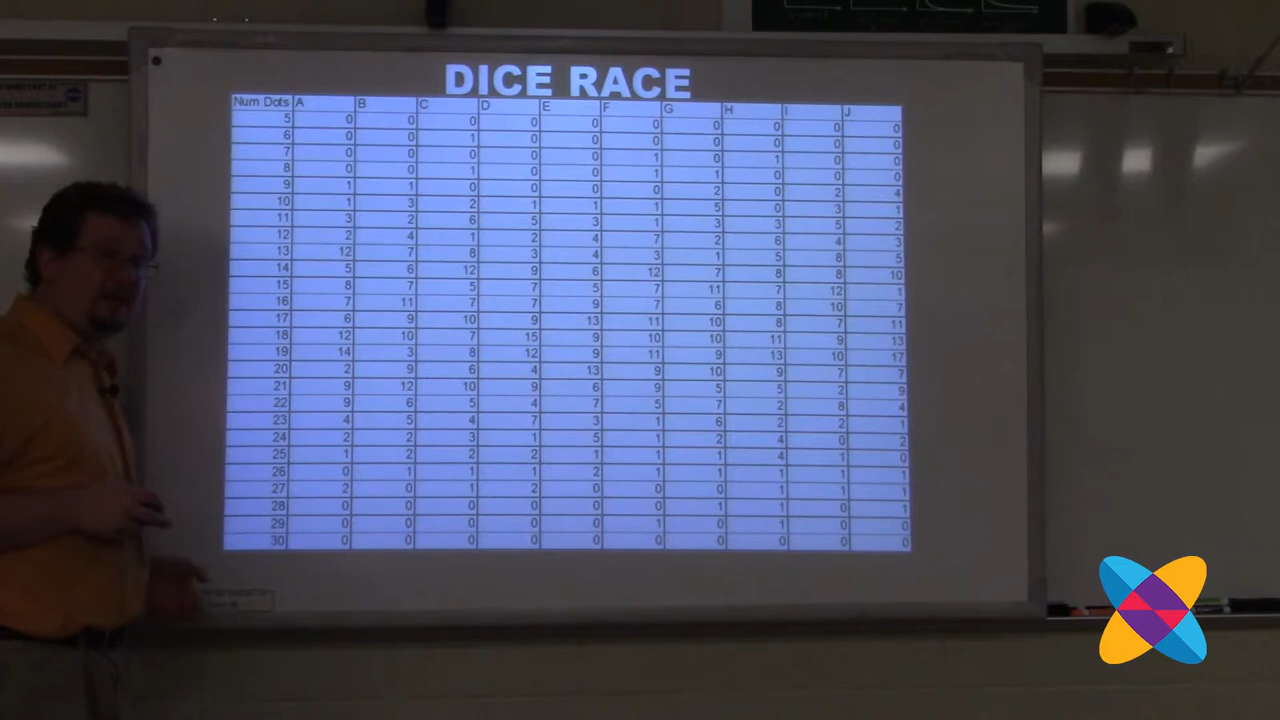 DICE RACE
Num Dots A B C D E F G H I J
5 0 0 0 0 0 0 0 0 0 0
6 0 0 1 0 0 0 0 0 0 0
7 0 0 0 0 0 1 0 1 0 0
8 0 0 1 0 0 1 1 0 0 0
9 1 1 0 0 0 0 2 0 2 4
10 1 3 2 1 1 1 5 0 3 1
11 3 2 6 5 3 1 3 3 5 2
12 2 4 1 2 4 7 2 6 4 3
13 12 7 8 3 4 3 1 5 8 5
14 5 6 12 9 6 12 7 8 8 10
15 8 7 5 7 5 7 11 7 12 1
16 7 11 7 7 9 7 6 8 10 7
17 6 9 10 9 13 11 10 8 7 11
18 12 10 7 15 9 10 10 11 9 13
19 14 3 8 12 9 11 9 13 10 17
20 2 9 6 4 13 9 10 9 7 7
21 9 12 10 9 6 9 5 5 2 9
22 9 6 5 4 7 5 7 2 8 4
23 4 5 4 7 3 1 6 2 2 1
24 2 2 3 1 5 1 2 4 0 2
25 1 2 2 2 1 1 1 4 1 0
26 0 1 1 1 2 1 1 1 1 1
27 2 0 1 2 0 0 0 1 1 1
28 0 0 0 0 0 0 1 1 0 1
29 0 0 0 0 0 1 0 1 0 0
30 0 0 0 0 0 0 0 0 0 0